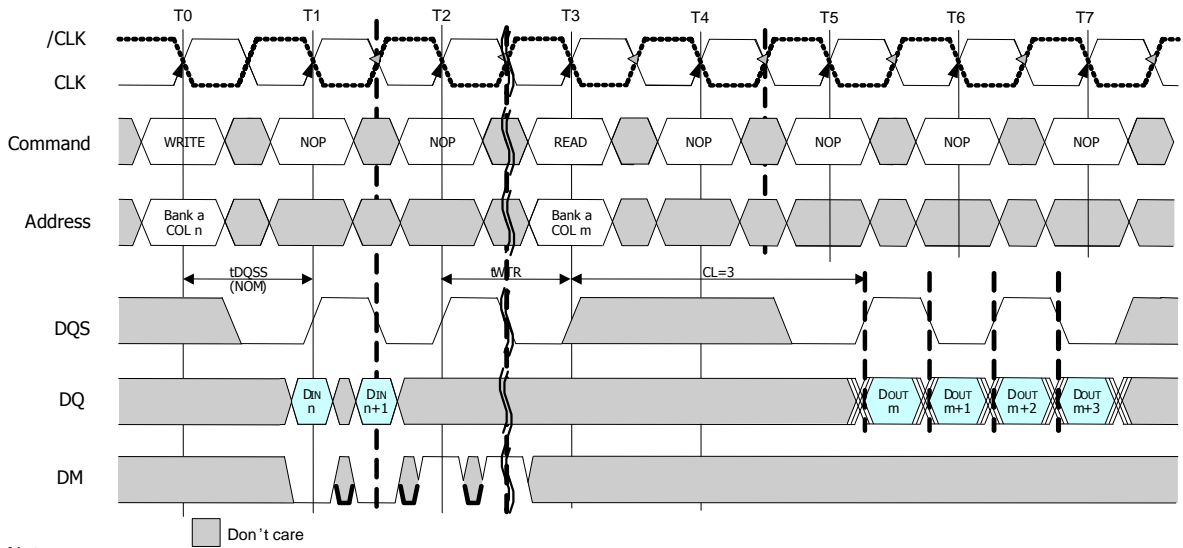 T0 T1 T2 T3 T4 T5 T6 T7
/CLK
CLK
Command WRITE NOP NOP READ NOP NOP NOP NOP
Address Bank a Bank a
COL n COL m
tDQSS tWTR CL=3
(NOM)
DQS
DQ DIN DIN DOUT DOUT DOUT DOUT
n n+1 m m+1 m+2 m+3
DM
Don't care